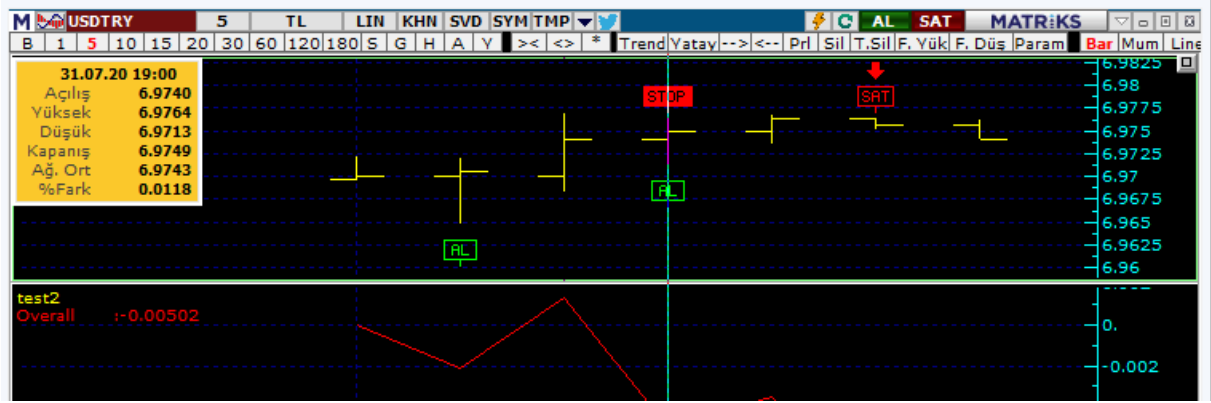 M USDTRY 5 TL LIN KHN SVD SYM TMP C AL SAT MATRiKS
B 1 5 10 15 20 30 60 120 180 S G H A Y >< <> * Trend Yatay --> <-- Prl Sil T.Sil F. Yük F. Düş Param Bar Mum Line
31.07.20 19:00
Açılış 6.9740
Yüksek 6.9764
Düşük 6.9713
Kapanış 6.9749
Ağ. Ort 6.9743
%Fark 0.0118
STOP
SAT
AL
AL
6.9825
6.98
6.9775
6.975
6.9725
6.97
6.9675
6.965
6.9625
6.96
test2
Overall :-0.00502
0.
-0.002